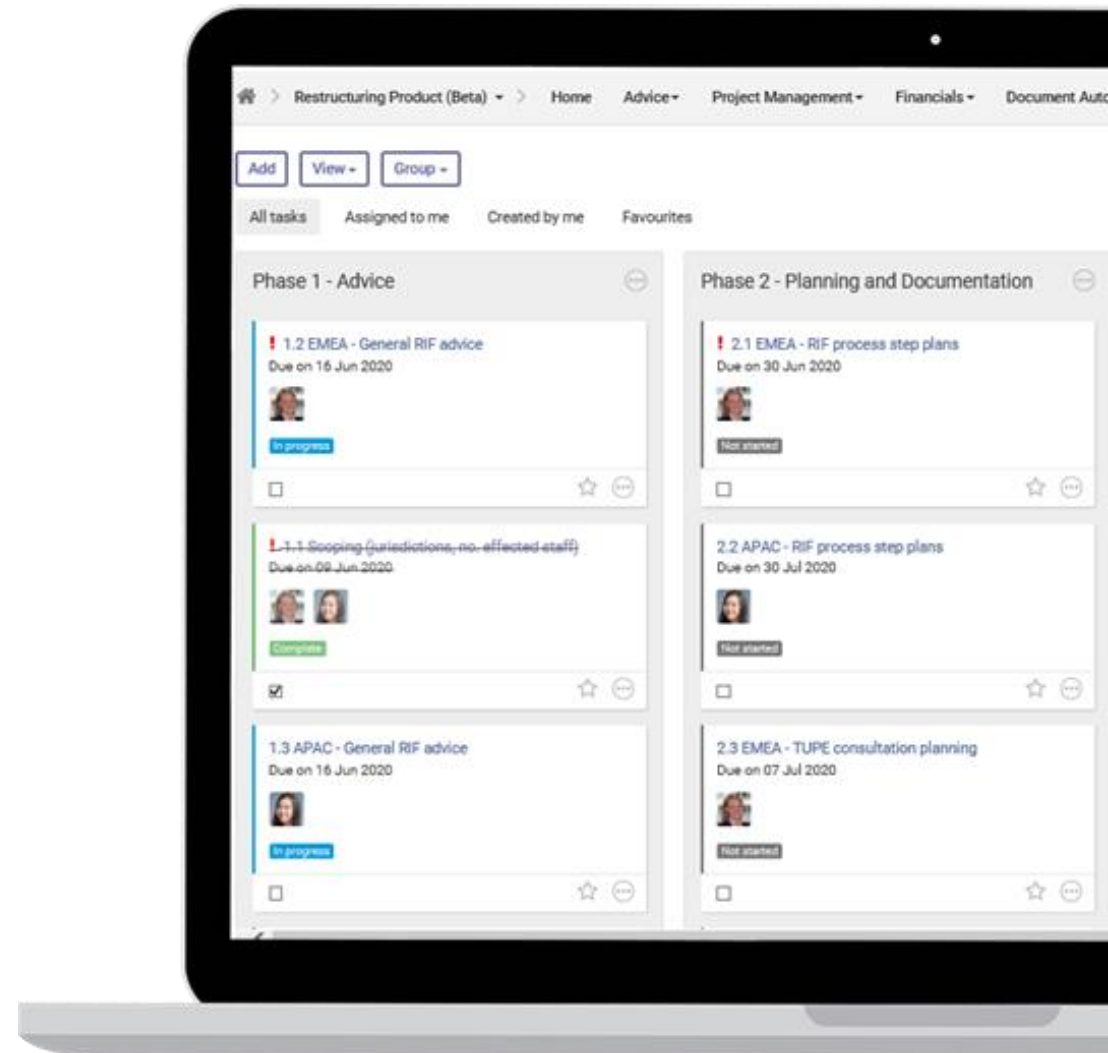 Restructuring Product (Beta) Home Advice Project Management Financials Document Auto
Add View Group
All tasks Assigned to me Created by me Favourites
Phase 1 - Advice
! 1.2 EMEA - General RIF advice
Due on 16 Jun 2020
In progress
! 1.1 Scoping (jurisdictions, no. effected staff)
Due on 09 Jun 2020
Complete
1.3 APAC - General RIF advice
Due on 16 Jun 2020
In progress
Phase 2 - Planning and Documentation
! 2.1 EMEA - RIF process step plans
Due on 30 Jun 2020
Not started
2.2 APAC - RIF process step plans
Due on 30 Jul 2020
Not started
2.3 EMEA - TUPE consultation planning
Due on 07 Jul 2020
Not started